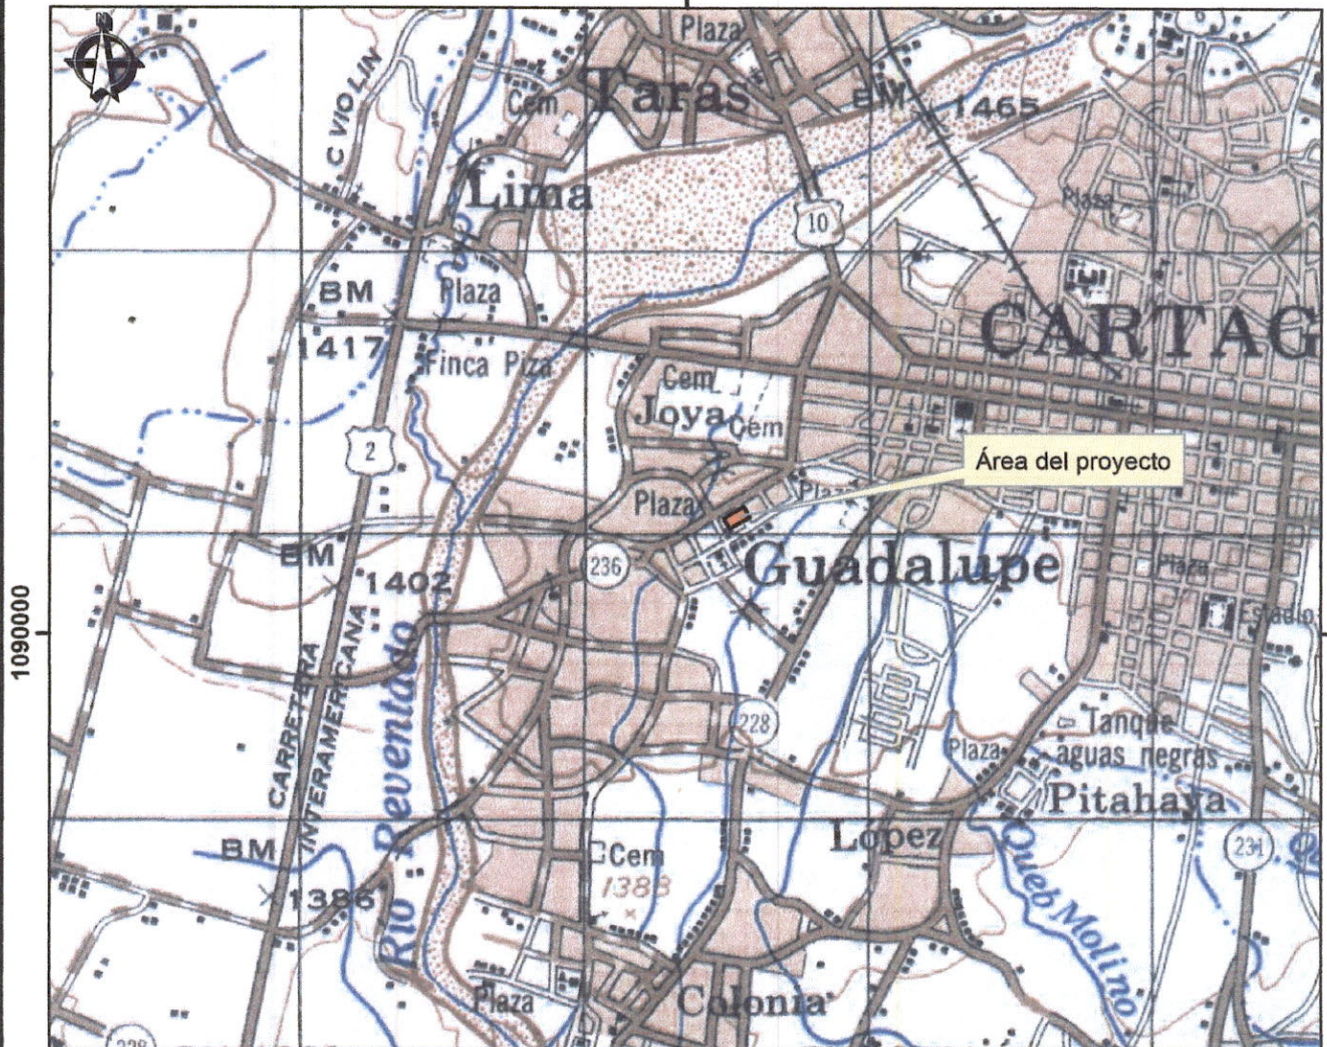 N
Plaza
Taras
BM
1465
Cem
C VIOLIN
Lima
10
Plaza
BM
Plaza
CARTAG
1417
Finca Piza
Cem
Joya
Cem
2
Área del proyecto
Plaza
Plaza
BM
236
Guadalupe
Plaza
1402
Estadio
1090000
CARRETERA
INTERAMERICANA
Río Reventado
228
Tanque
aguas negras
Plaza
Pitahaya
López
BM
Cem
1388
231
1386
Queb Molino
Plaza
Colonia
228